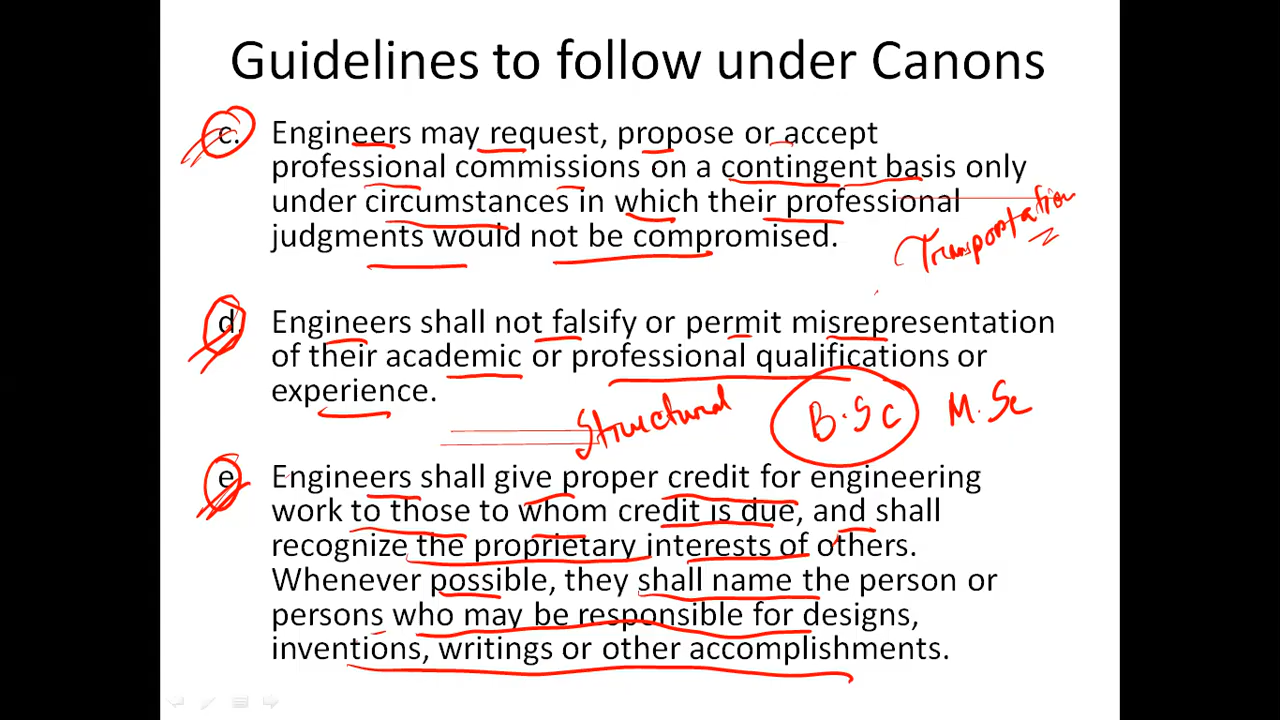 Guidelines to follow under Canons
c. Engineers may request, propose or accept
professional commissions on a contingent basis only
under circumstances in which their professional
judgments would not be compromised.
Transportation
d. Engineers shall not falsify or permit misrepresentation
of their academic or professional qualifications or
experience.
Structural B.Sc M.Sc
e. Engineers shall give proper credit for engineering
work to those to whom credit is due, and shall
recognize the proprietary interests of others.
Whenever possible, they shall name the person or
persons who may be responsible for designs,
inventions, writings or other accomplishments.